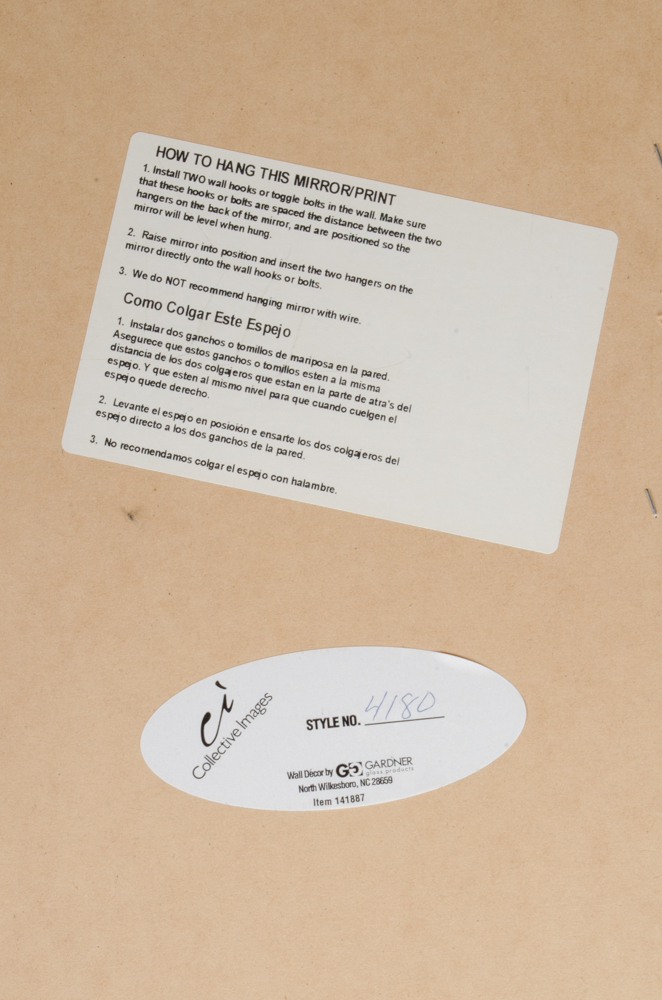 HOW TO HANG THIS MIRROR/PRINT
1. Install TWO wall hooks or toggle bolts in the wall. Make sure
that these hooks or bolts are spaced the distance between the two
hangers on the back of the mirror, and are positioned so the
mirror will be level when hung.
2. Raise mirror into position and insert the two hangers on the
mirror directly onto the wall hooks or bolts.
3. We do NOT recommend hanging mirror with wire.
Como Colgar Este Espejo
1. Instalar dos ganchos o tomillos de mariposa en la pared.
Asegurece que estos ganchos o tomillos esten a la misma
distancia de los dos colgajeros que estan en la parte de atra's del
espejo. Y que esten al mismo nivel para que cuando cuelgen el
espejo quede derecho.
2. Levante el espejo en posioión e ensarte los dos colgajeros del
espejo directo a los dos ganchos de la pared.
3. No recomendamos colgar el espejo con halambre.
ci
Collective Images
STYLE NO. 4180
Wall Décor by GARDNER
glass products
North Wilkesboro, NC 28659
Item 141887